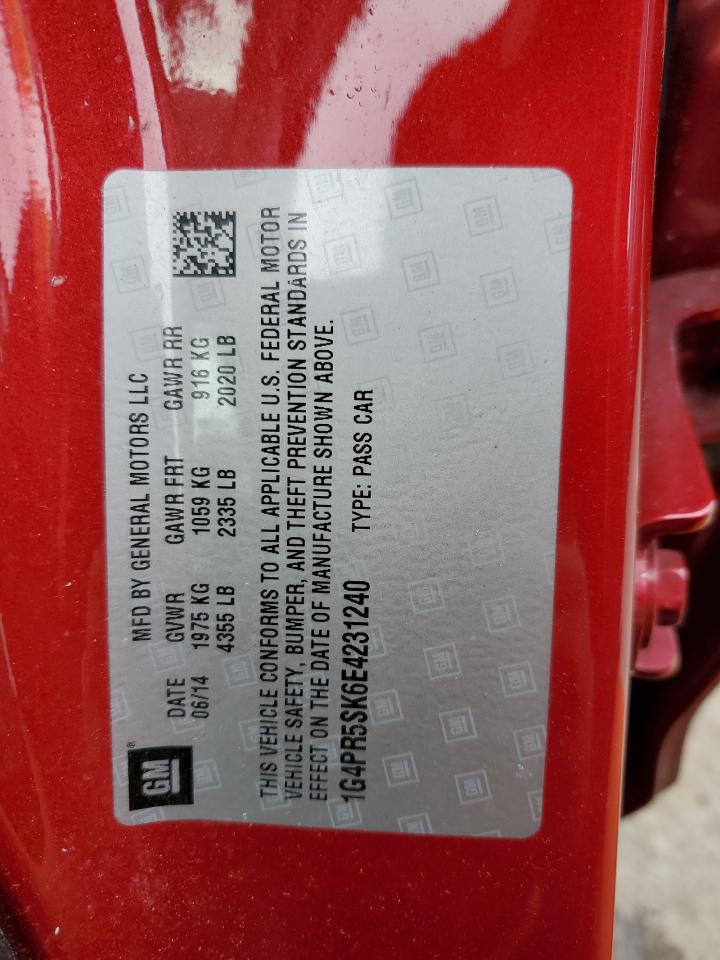 GM®
MFD BY GENERAL MOTORS LLC
DATE GVWR GAWR FRT GAWR RR
06/14 1975 KG 1059 KG 916 KG
4355 LB 2335 LB 2020 LB
THIS VEHICLE CONFORMS TO ALL APPLICABLE U.S. FEDERAL MOTOR
VEHICLE SAFETY, BUMPER, AND THEFT PREVENTION STANDARDS IN
EFFECT ON THE DATE OF MANUFACTURE SHOWN ABOVE.
1G4PR5SK6E4231240 TYPE: PASS CAR